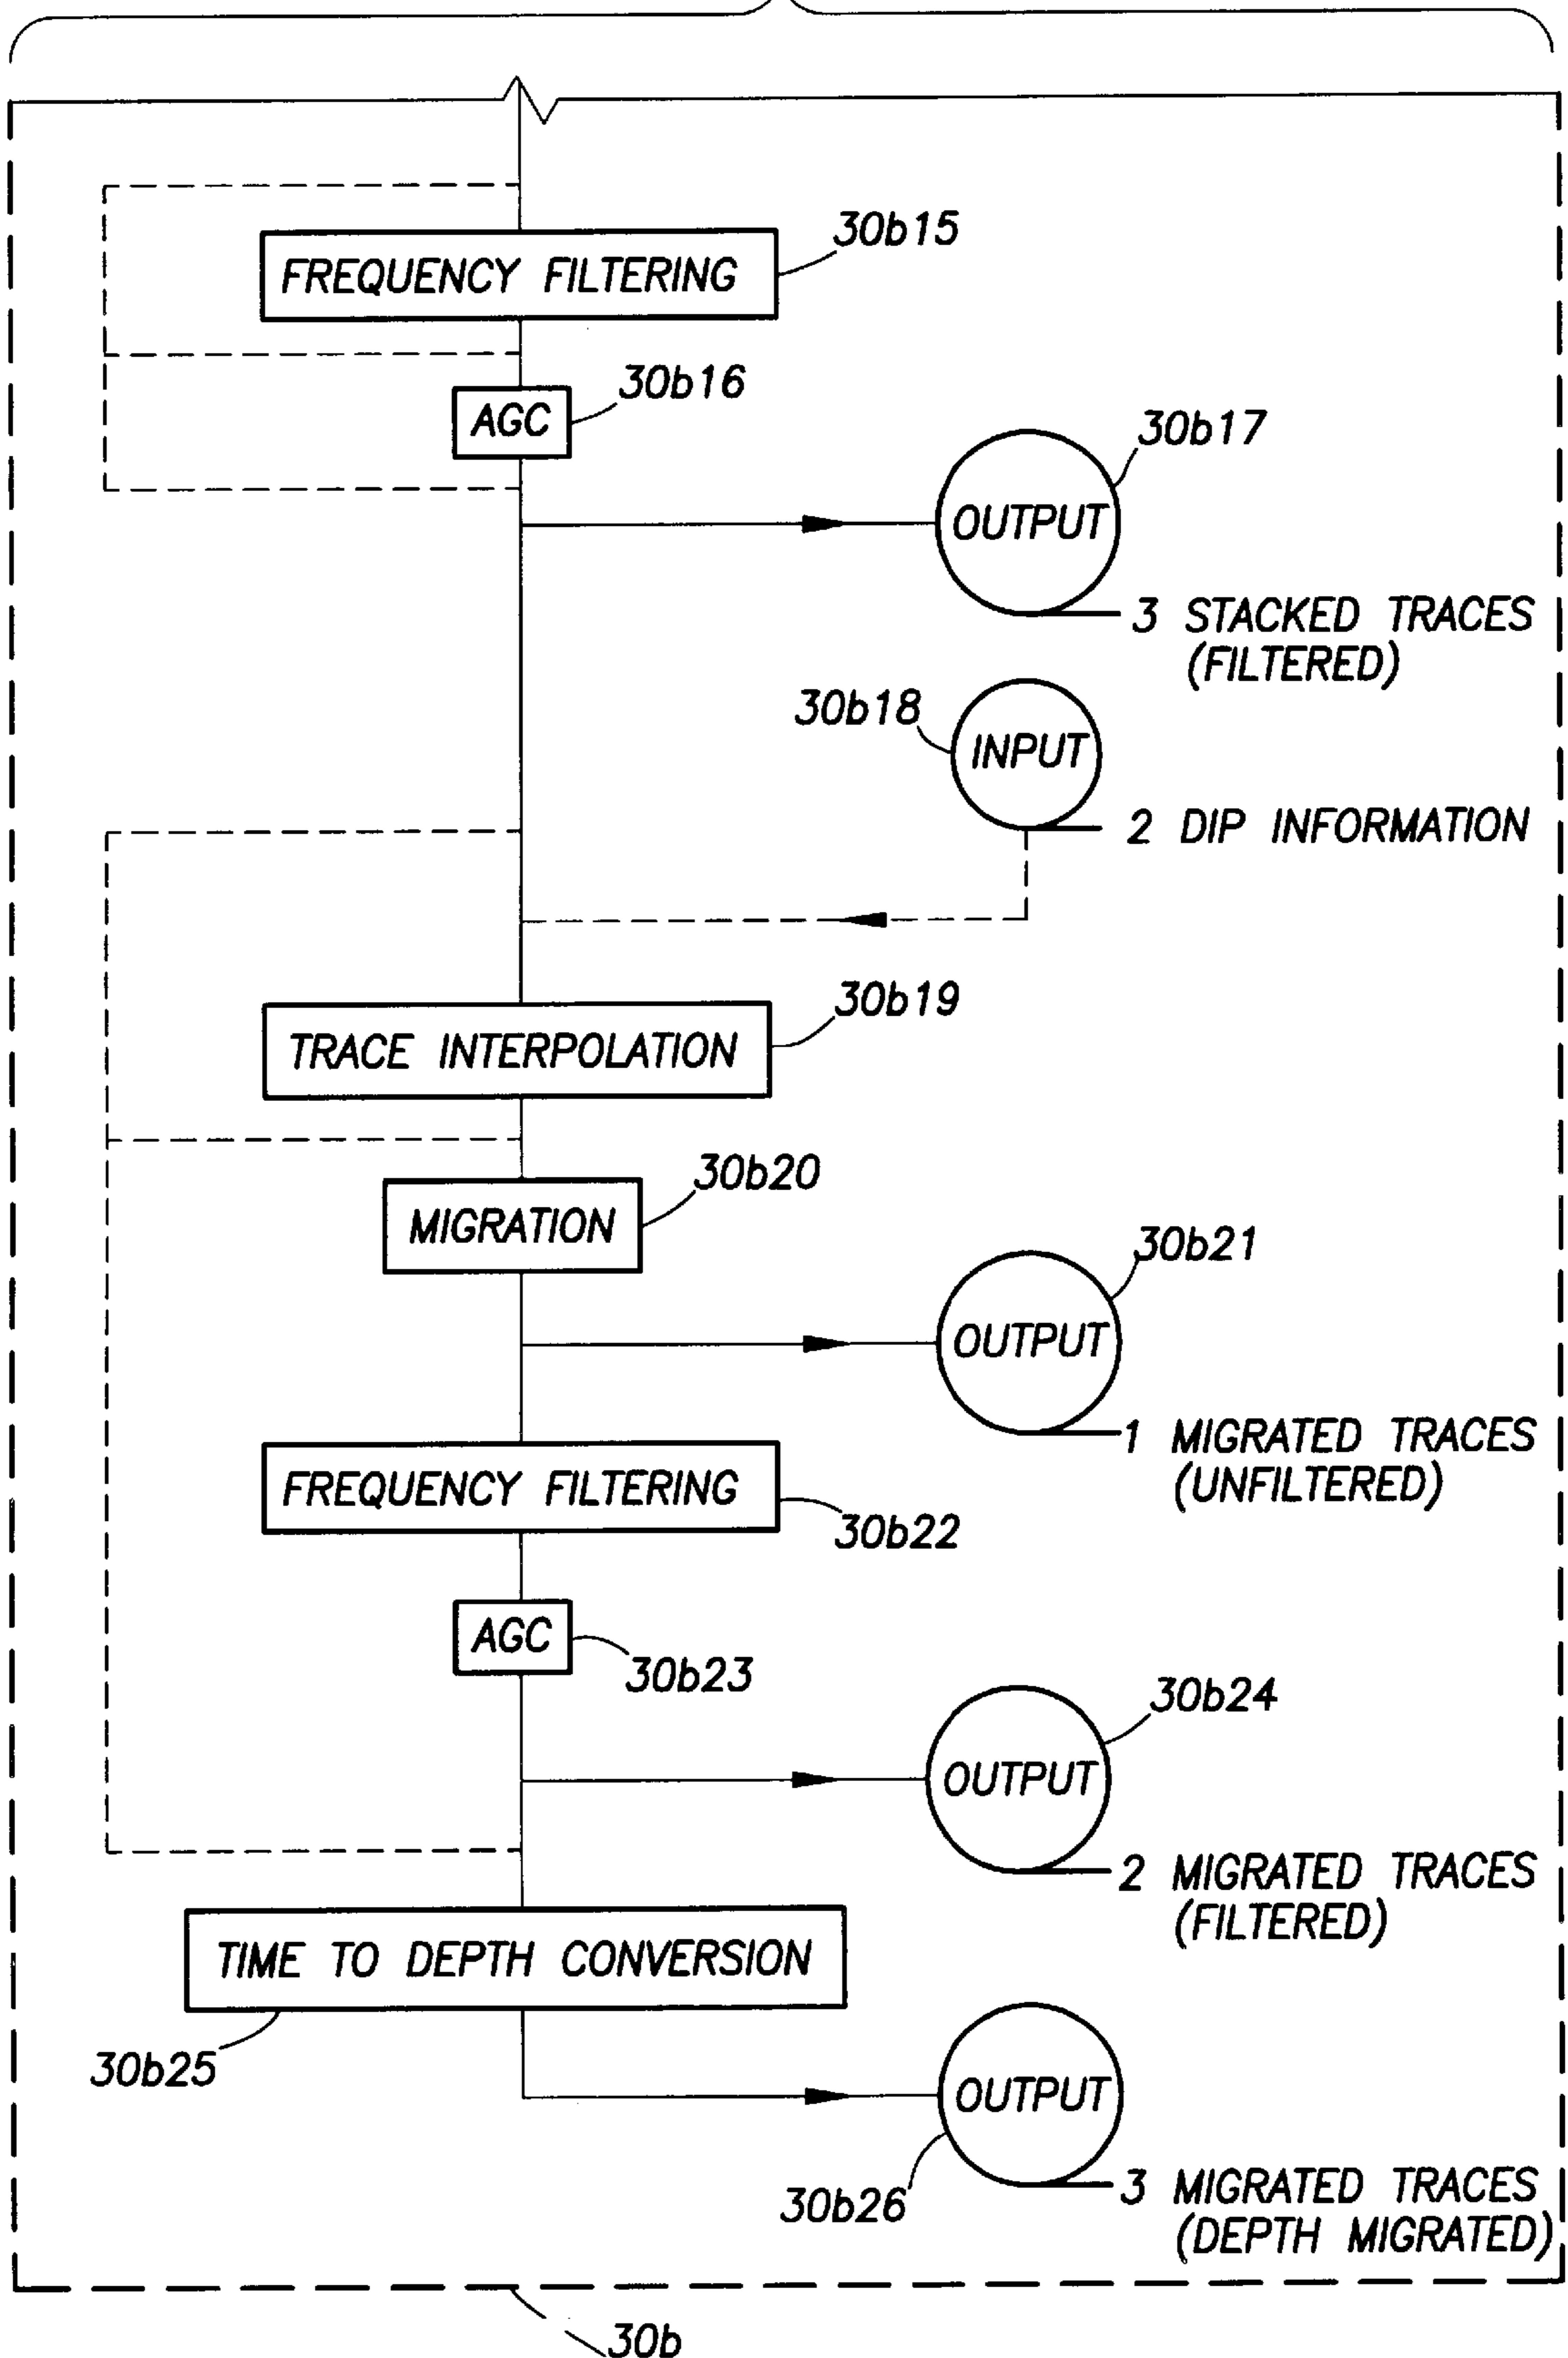 30b15
FREQUENCY FILTERING
30b16
AGC
30b17
OUTPUT
3 STACKED TRACES
(FILTERED)
30b18
INPUT
2 DIP INFORMATION
30b19
TRACE INTERPOLATION
30b20
MIGRATION
30b21
OUTPUT
1 MIGRATED TRACES
(UNFILTERED)
FREQUENCY FILTERING
30b22
AGC
30b23
30b24
OUTPUT
2 MIGRATED TRACES
(FILTERED)
TIME TO DEPTH CONVERSION
30b25
OUTPUT
30b26
3 MIGRATED TRACES
(DEPTH MIGRATED)
30b